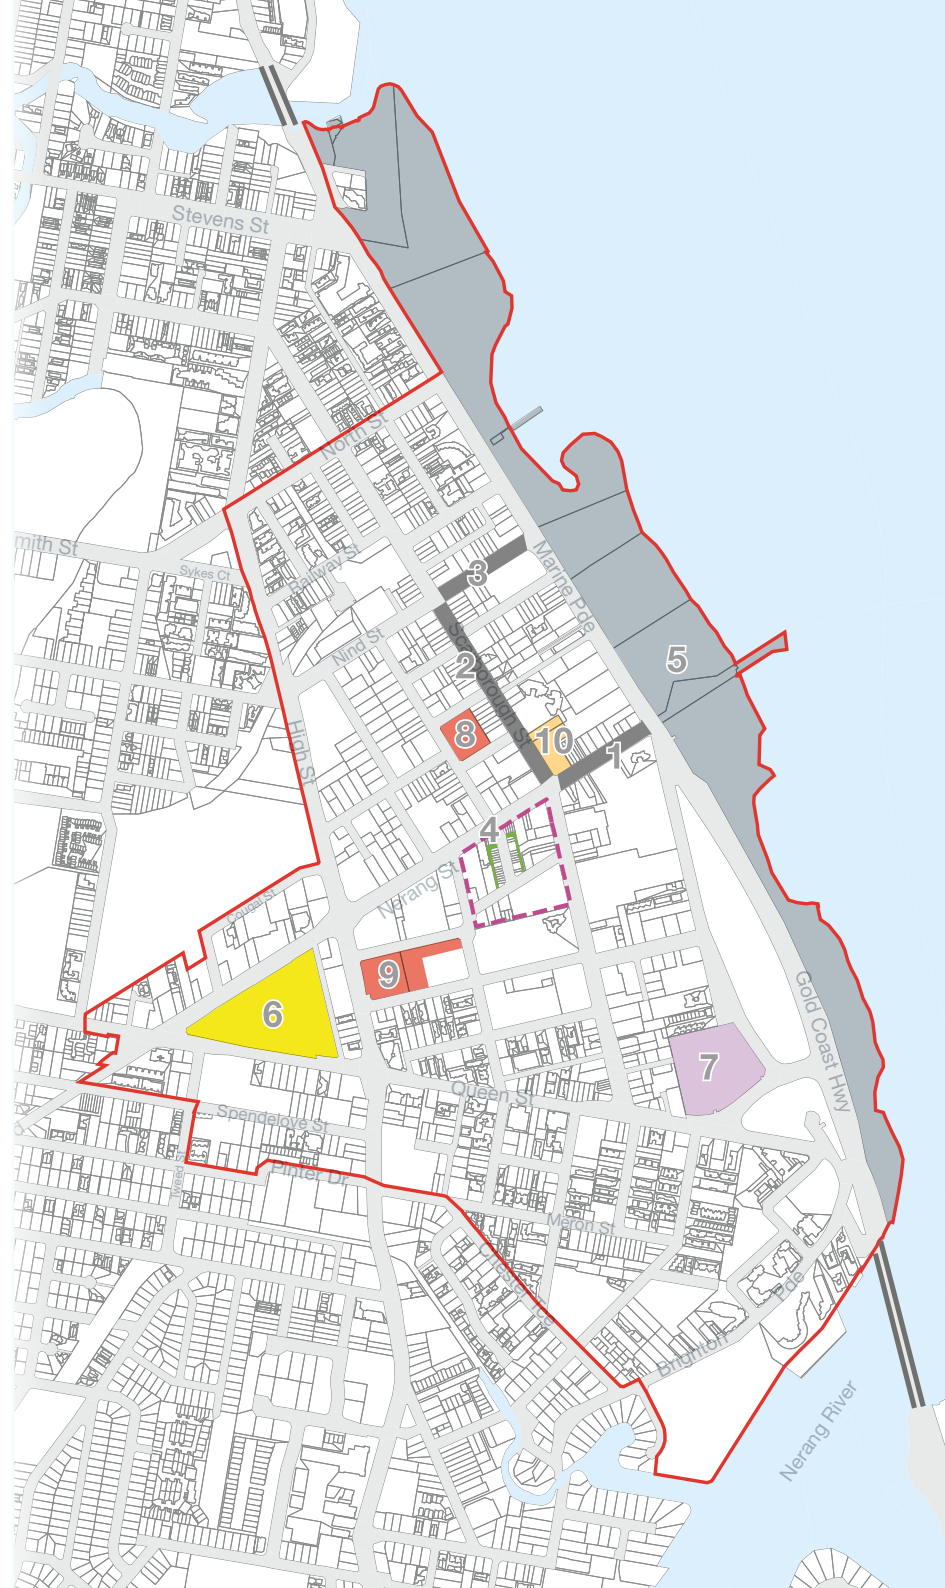 Stevens St
North St
mith St
Sykes Ct
Railway St
3
Marine Pde
Nind St
Scarborough St
2
5
8
10
1
High St
4
Nerang St
Cougal St
9
6
Gold Coast Hwy
7
Queen St
Spendelove St
Tweed St
Pinter Dr
Meron St
Chester Tce
Brighton
Pde
Nerang River